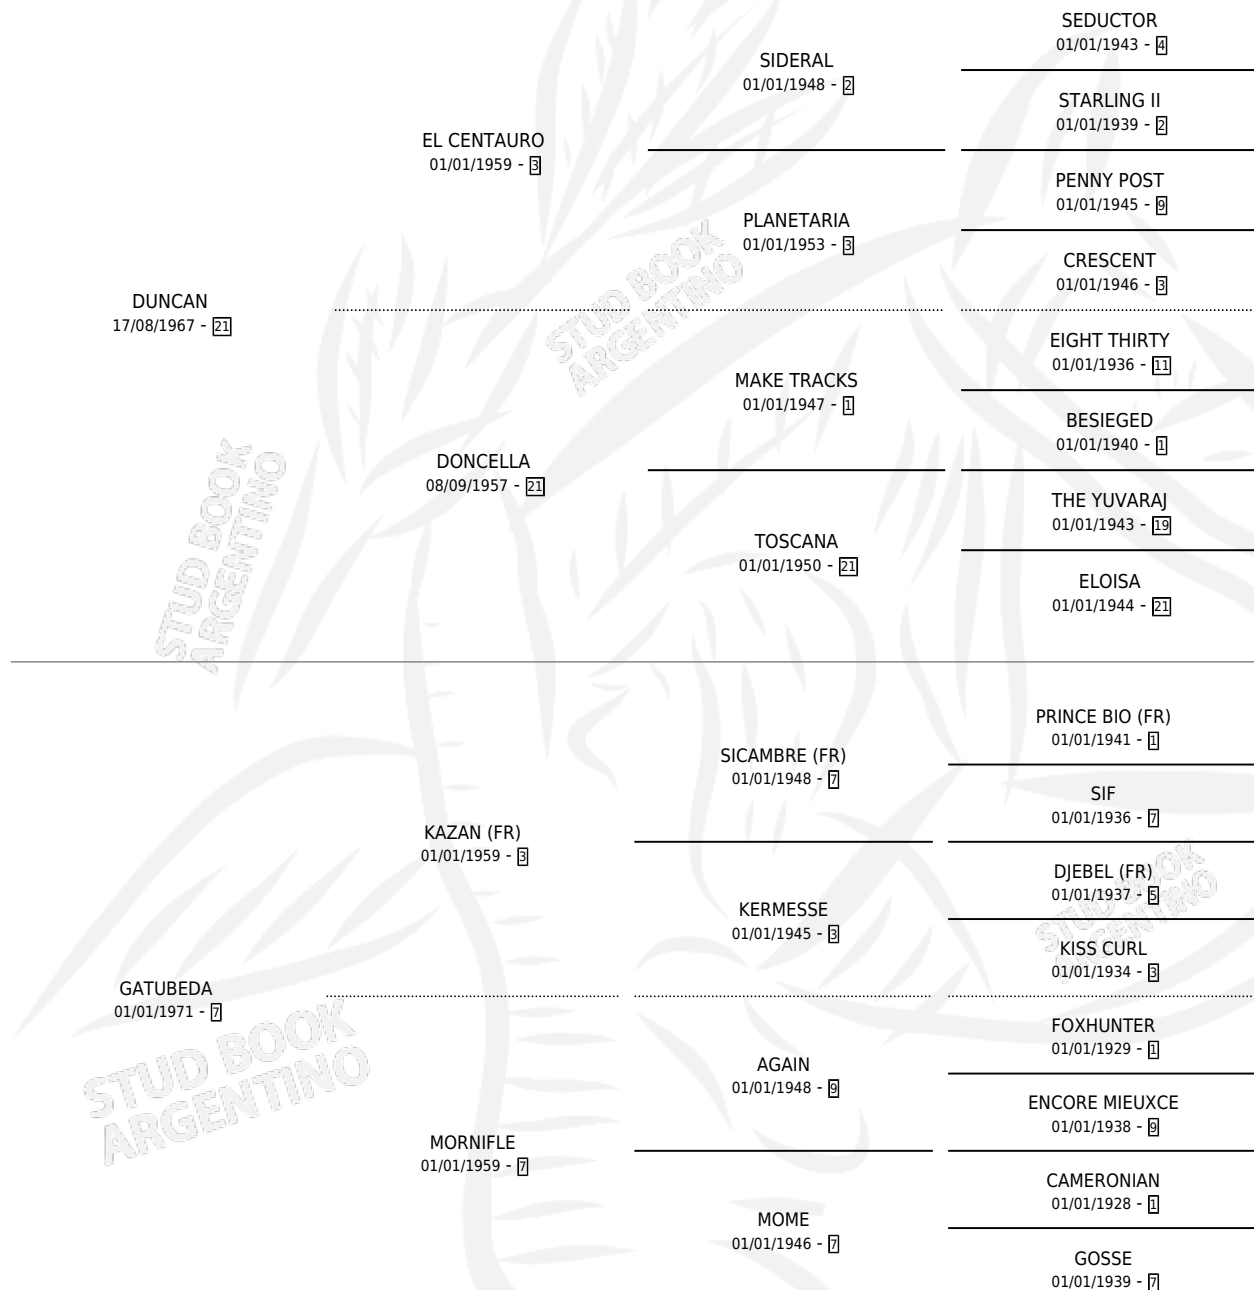 SEDUCTOR
01/01/1943 - 4
SIDERAL
01/01/1948 - 2
STARLING II
01/01/1939 - 2
EL CENTAURO
01/01/1959 - 3
PENNY POST
01/01/1945 - 9
PLANETARIA
01/01/1953 - 3
CRESCENT
01/01/1946 - 3
DUNCAN
17/08/1967 - 21
EIGHT THIRTY
01/01/1936 - 11
MAKE TRACKS
01/01/1947 - 1
BESIEGED
01/01/1940 - 1
DONCELLA
08/09/1957 - 21
THE YUVARAJ
01/01/1943 - 19
TOSCANA
01/01/1950 - 21
ELOISA
01/01/1944 - 21
STUD BOOK
ARGENTINO
STUD BOOK
ARGENTINO
PRINCE BIO (FR)
01/01/1941 - 1
SICAMBRE (FR)
01/01/1948 - 7
SIF
01/01/1936 - 7
KAZAN (FR)
01/01/1959 - 3
DJEBEL (FR)
01/01/1937 - 5
KERMESSE
01/01/1945 - 3
KISS CURL
01/01/1934 - 3
GATUBEDA
01/01/1971 - 7
FOXHUNTER
01/01/1929 - 1
AGAIN
01/01/1948 - 9
ENCORE MIEUXCE
01/01/1938 - 9
MORNIFLE
01/01/1959 - 7
CAMERONIAN
01/01/1928 - 1
MOME
01/01/1946 - 7
GOSSE
01/01/1939 - 7
STUD BOOK
ARGENTINO
STUD BOOK
ARGENTINO